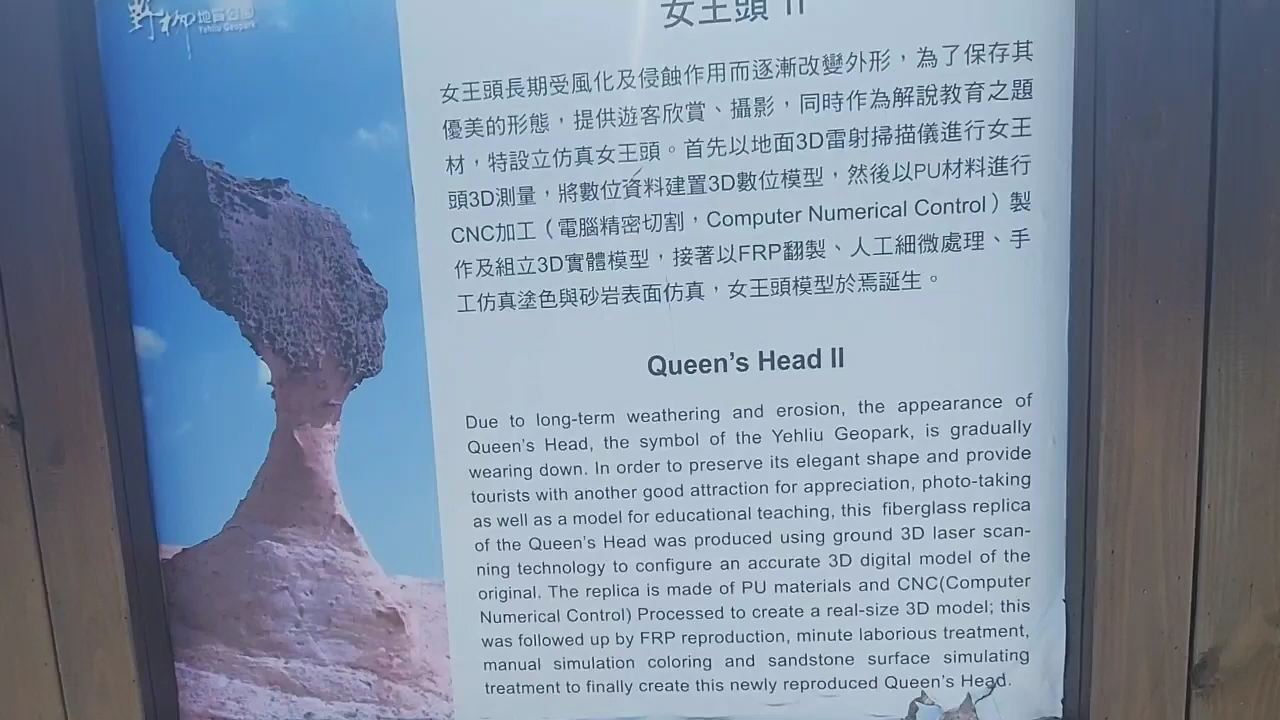 野柳地質公園
Yehliu Geopark
女王頭 II
女王頭長期受風化及侵蝕作用而逐漸改變外形，為了保存其
優美的形態，提供遊客欣賞、攝影，同時作為解說教育之題
材，特設立仿真女王頭。首先以地面3D雷射掃描儀進行女王
頭3D測量，將數位資料建置3D數位模型，然後以PU材料進行
CNC加工（電腦精密切割，Computer Numerical Control）製
作及組立3D實體模型，接著以FRP翻製、人工細微處理、手
工仿真塗色與砂岩表面仿真，女王頭模型於焉誕生。
Queen's Head II
Due to long-term weathering and erosion, the appearance of
Queen's Head, the symbol of the Yehliu Geopark, is gradually
wearing down. In order to preserve its elegant shape and provide
tourists with another good attraction for appreciation, photo-taking
as well as a model for educational teaching, this fiberglass replica
of the Queen's Head was produced using ground 3D laser scan-
ning technology to configure an accurate 3D digital model of the
original. The replica is made of PU materials and CNC(Computer
Numerical Control) Processed to create a real-size 3D model; this
was followed up by FRP reproduction, minute laborious treatment,
manual simulation coloring and sandstone surface simulating
treatment to finally create this newly reproduced Queen's Head.